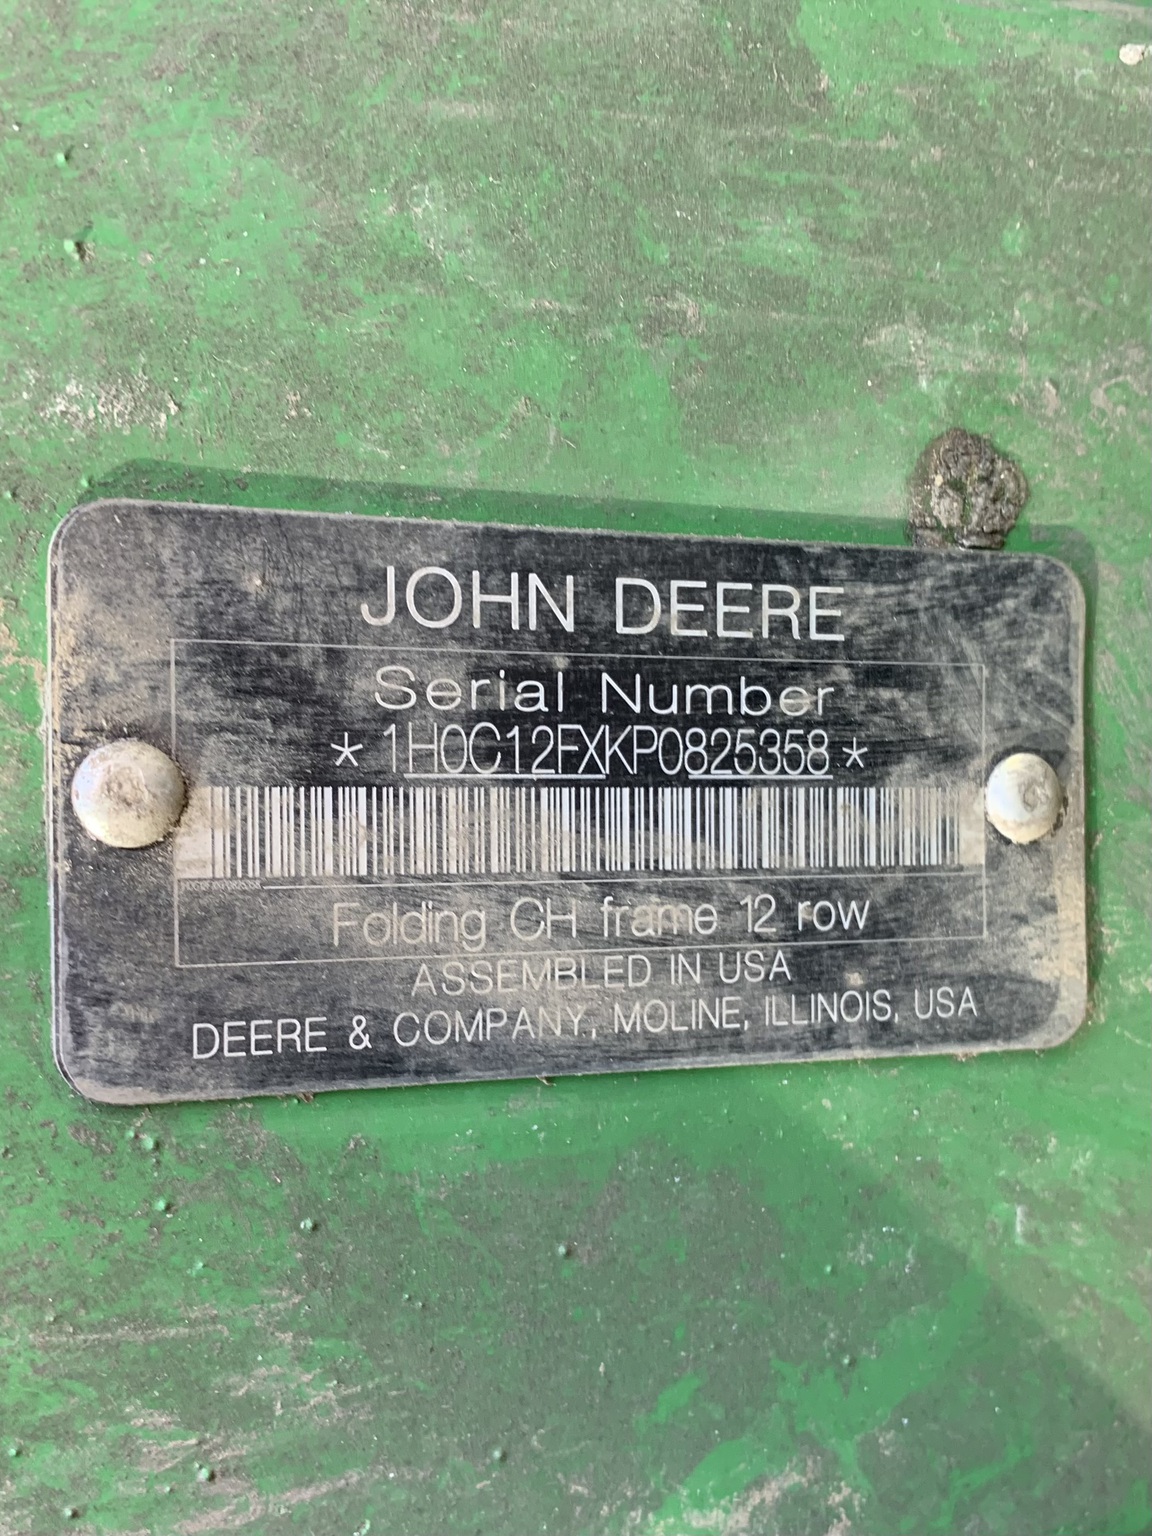 JOHN DEERE
Serial Number
* 1H0C12FXKP0825358 *
Folding CH frame 12 row
ASSEMBLED IN USA
DEERE & COMPANY, MOLINE, ILLINOIS, USA